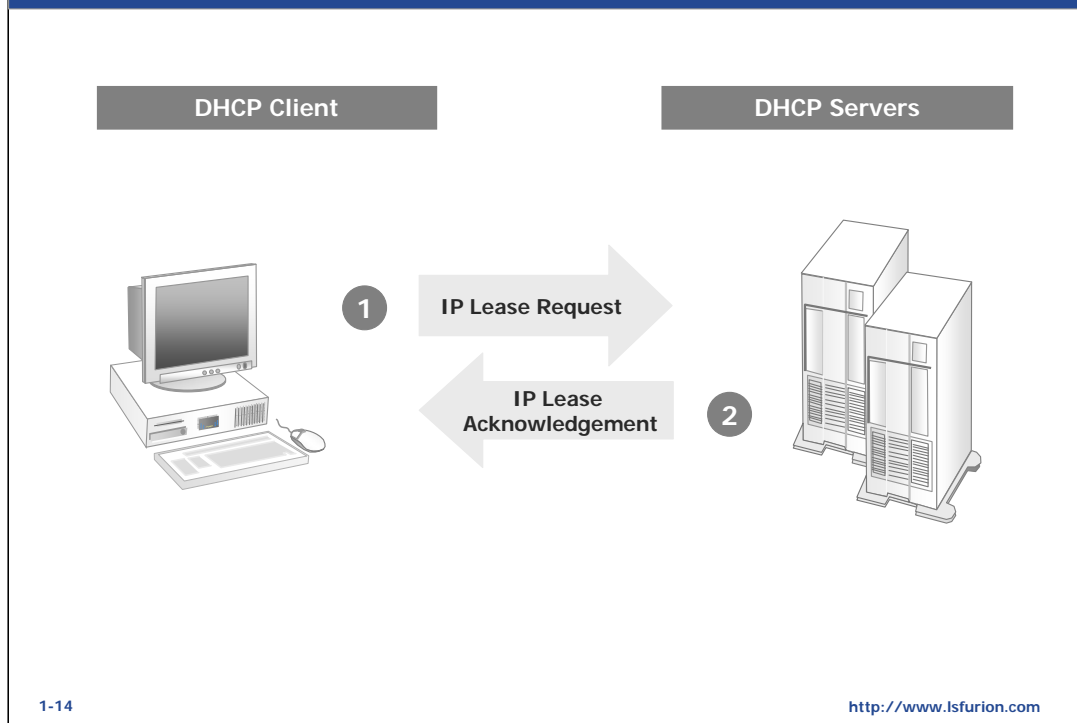 DHCP Client
DHCP Servers
1
IP Lease Request
IP Lease
Acknowledgement
2
1-14
http://www.lsfurion.com